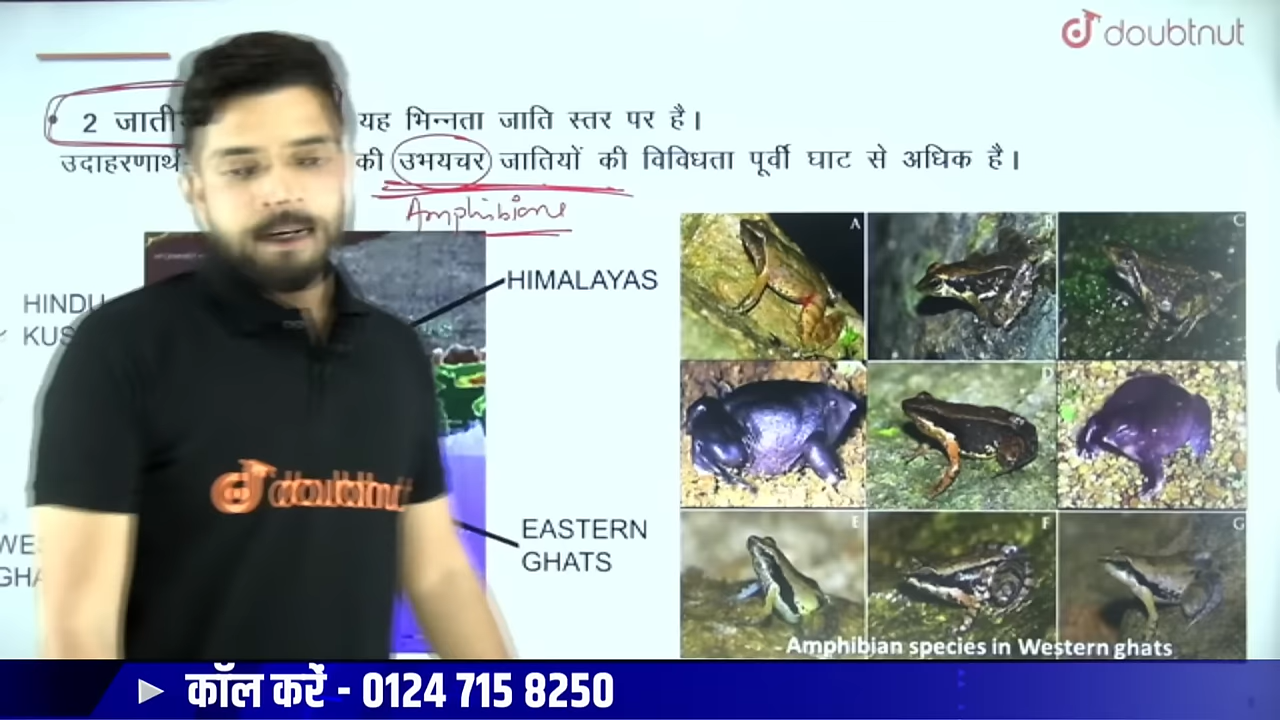 doubtnut
2 जाती यह भिन्नता जाति स्तर पर है।
उदाहरणार्थ की उभयचर जातियों की विविधता पूर्वी घाट से अधिक है।
Amphibians
HIMALAYAS
HINDU
KUS
A
B
C
D
EASTERN
GHATS
WES
GHA
E
F
G
doubtnut
Amphibian species in Western ghats
कॉल करें - 0124 715 8250